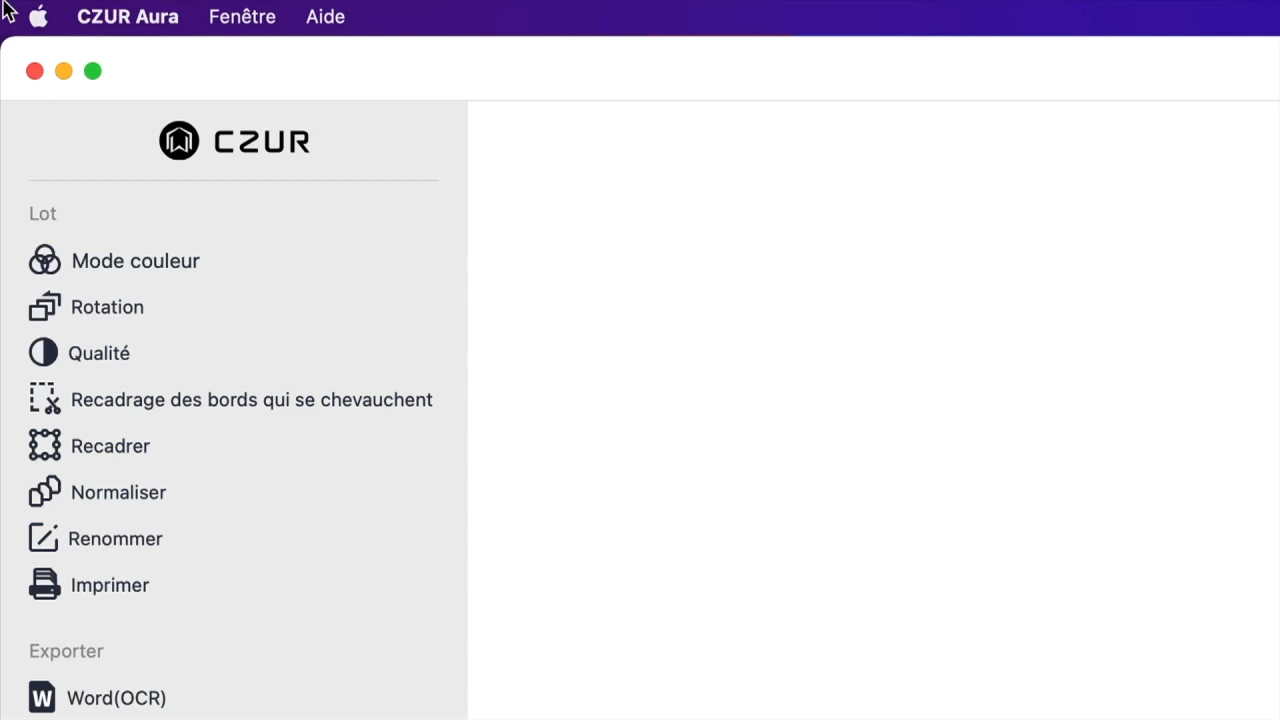 CZUR Aura Fenêtre Aide
CZUR
Lot
Mode couleur
Rotation
Qualité
Recadrage des bords qui se chevauchent
Recadrer
Normaliser
Renommer
Imprimer
Exporter
W Word(OCR)